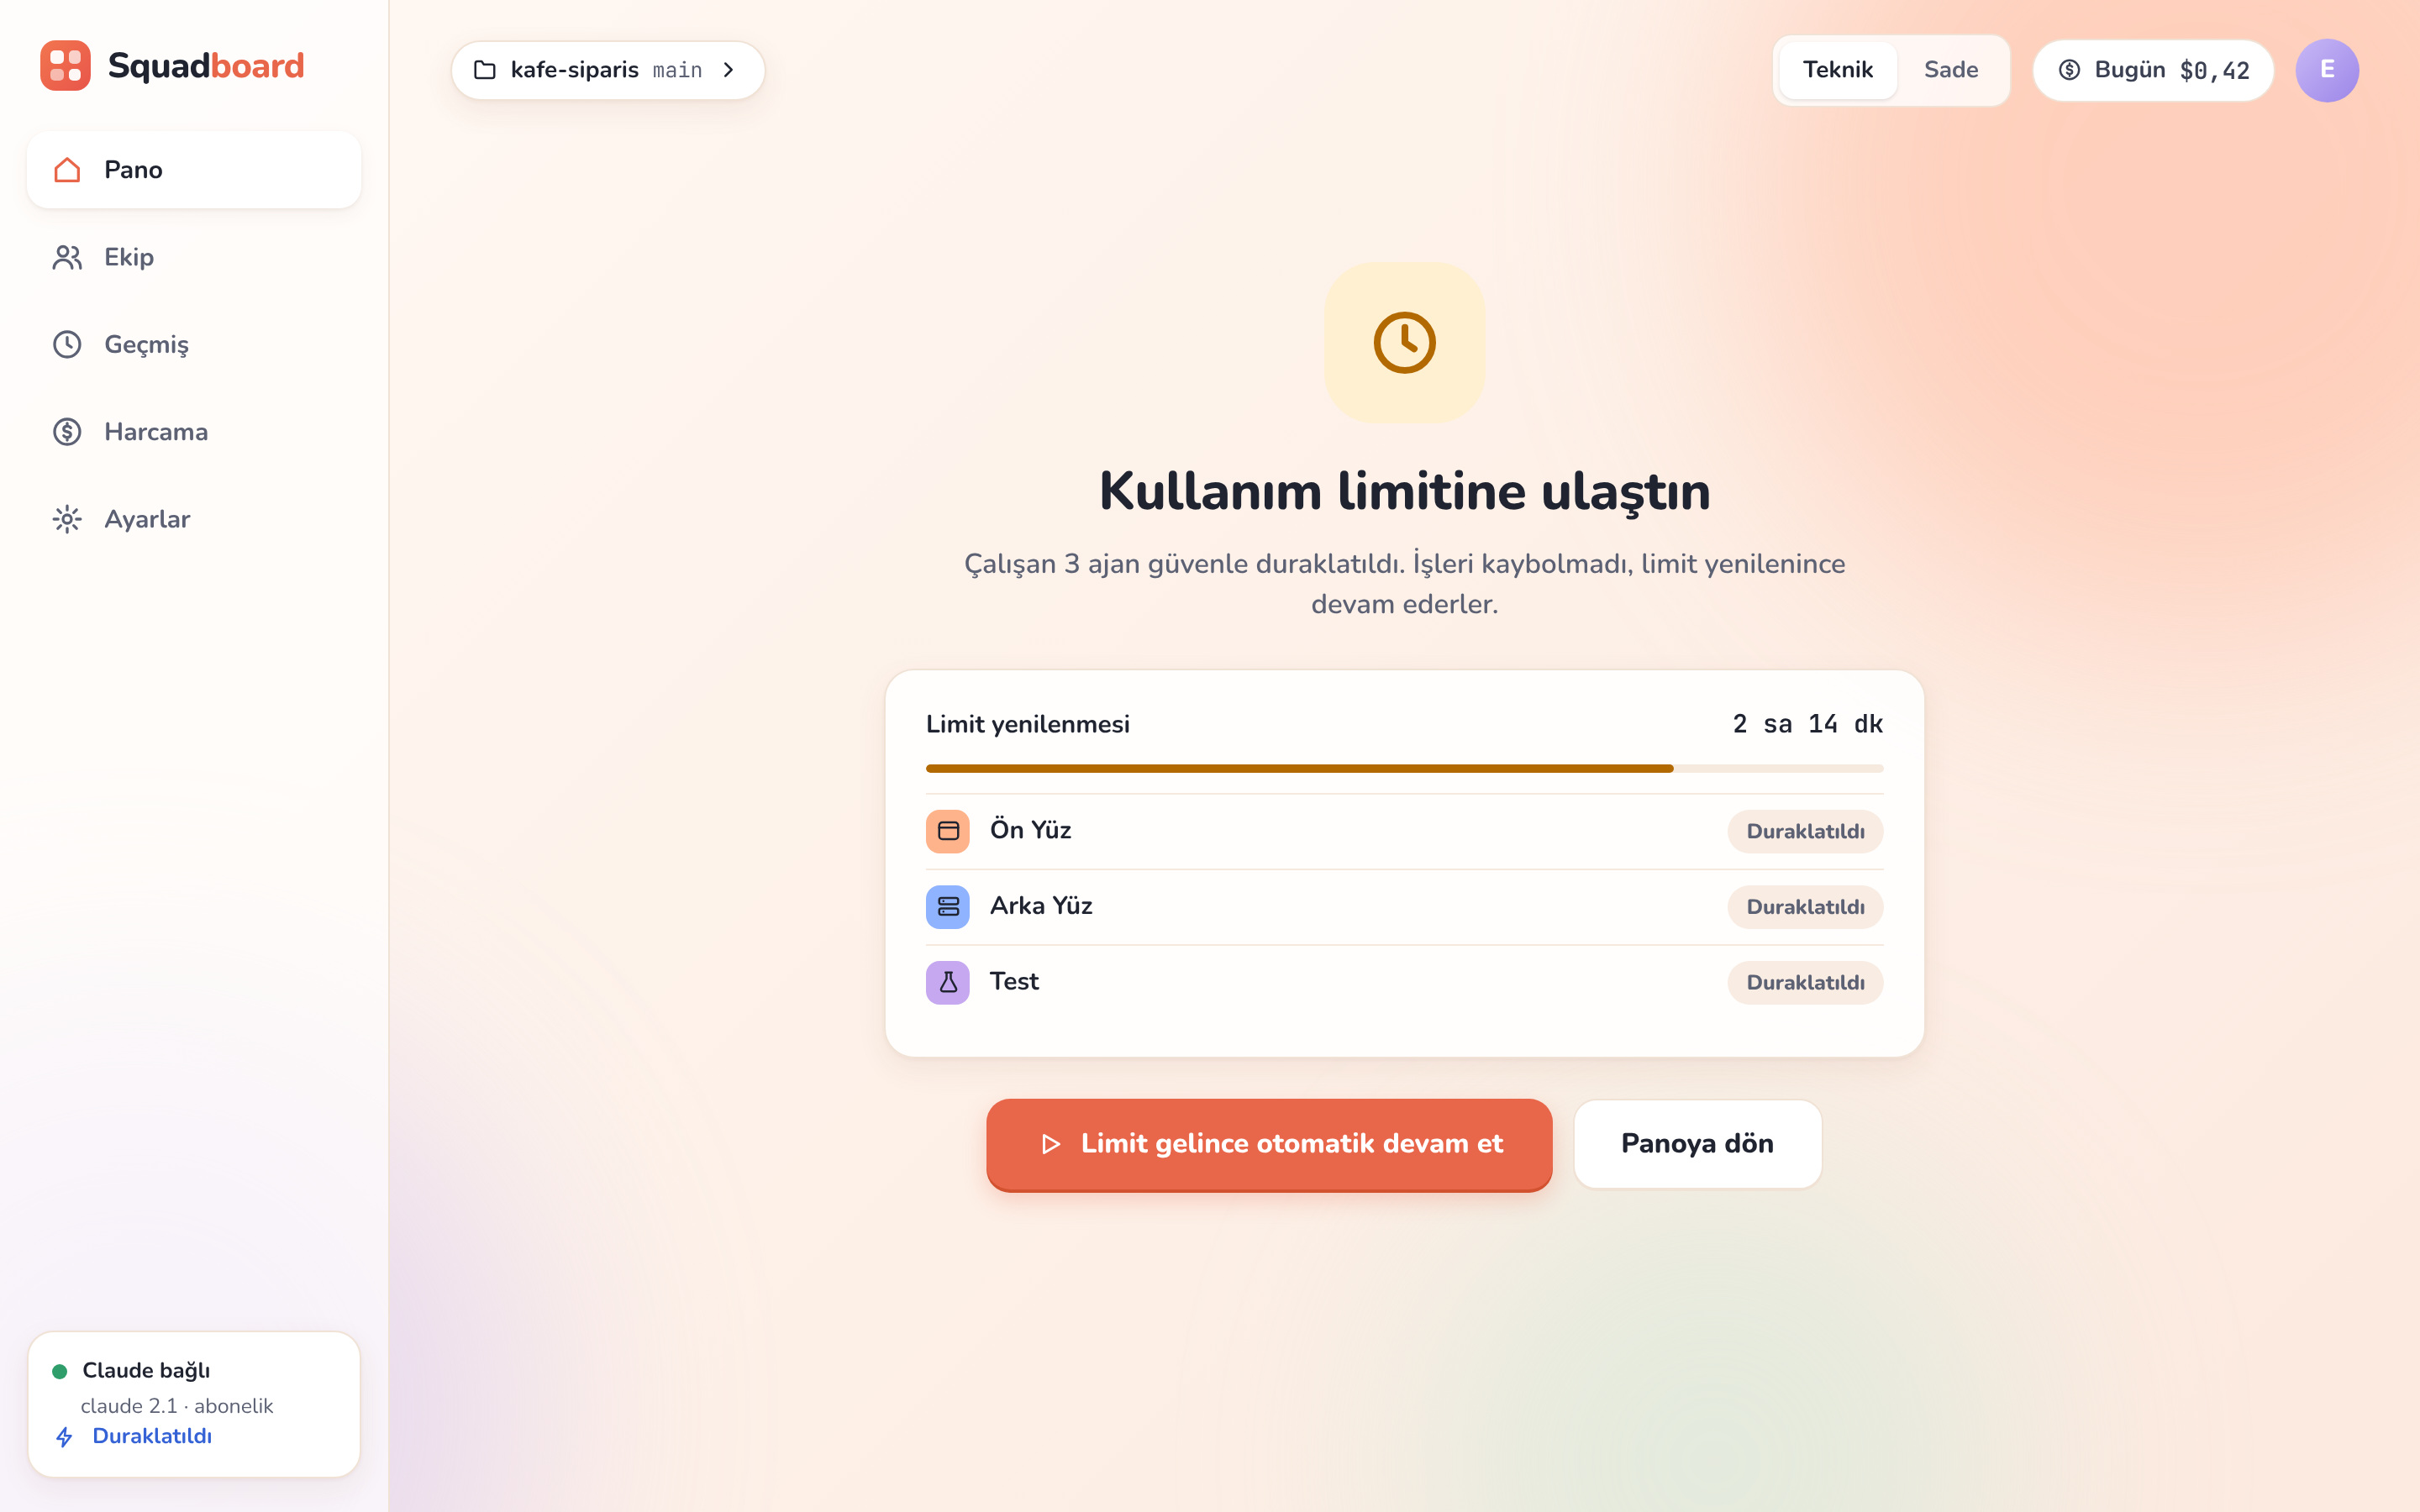 Squadboard
kafe-siparis main
Teknik
Sade
Bugün $0,42
E
Pano
Ekip
Geçmiş
Harcama
Ayarlar
Kullanım limitine ulaştın
Çalışan 3 ajan güvenle duraklatıldı. İşleri kaybolmadı, limit yenilenince
devam ederler.
Limit yenilenmesi 2 sa 14 dk
Ön Yüz Duraklatıldı
Arka Yüz Duraklatıldı
Test Duraklatıldı
Limit gelince otomatik devam et
Panoya dön
Claude bağlı
claude 2.1 · abonelik
Duraklatıldı